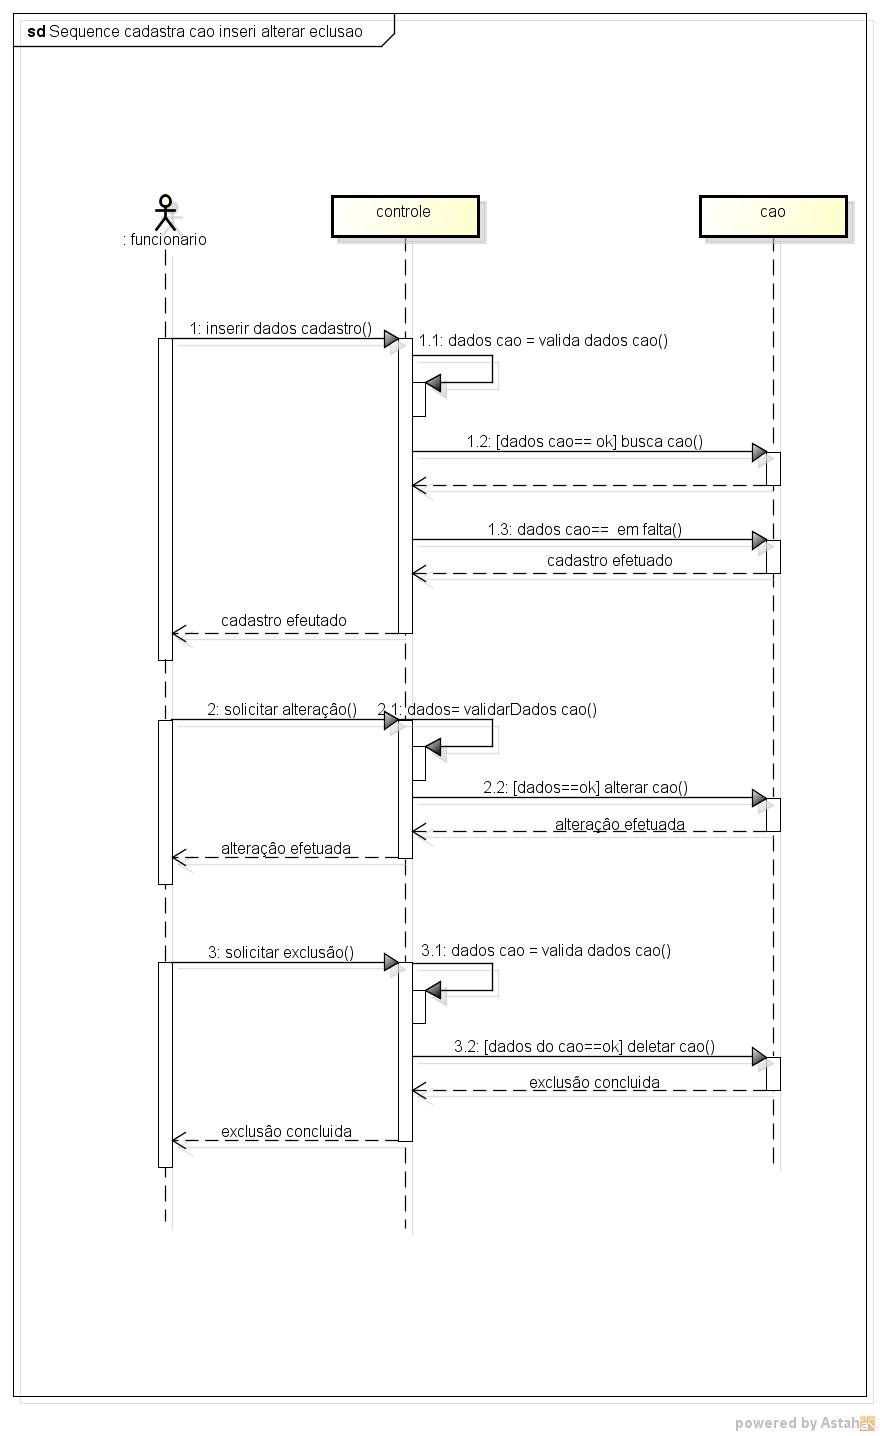 sd Sequence cadastra cao inseri alterar eclusao
controle
cao
: funcionario
1: inserir dados cadastro()
1.1: dados cao = valida dados cao()
1.2: [dados cao== ok] busca cao()
1.3: dados cao==  em falta()
cadastro efetuado
cadastro efeutado
2: solicitar alteraçâo()
2.1: dados= validarDados cao()
2.2: [dados==ok] alterar cao()
alteraçâo efetuada
alteraçâo efetuada
3: solicitar exclusão()
3.1: dados cao = valida dados cao()
3.2: [dados do cao==ok] deletar cao()
exclusão concluida
exclusâo concluida
powered by Astah